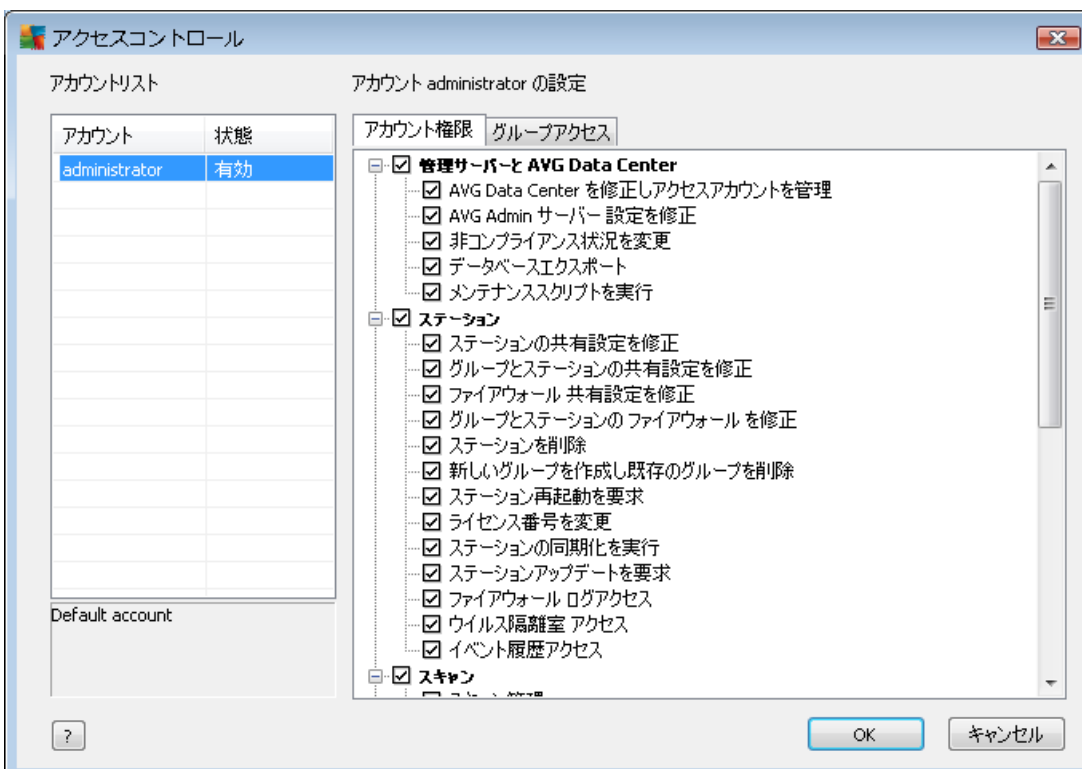 アクセスコントロール
アカウントリスト
アカウント administrator の設定
アカウント 状態
administrator 有効
Default account
アカウント権限 グループアクセス
管理サーバーと AVG Data Center
AVG Data Center を修正しアクセスアカウントを管理
AVG Admin サーバー 設定を修正
非コンプライアンス状況を変更
データベースエクスポート
メンテナンススクリプトを実行
ステーション
ステーションの共有設定を修正
グループとステーションの共有設定を修正
ファイアウォール 共有設定を修正
グループとステーションの ファイアウォール を修正
ステーションを削除
新しいグループを作成し既存のグループを削除
ステーション再起動を要求
ライセンス番号を変更
ステーションの同期化を実行
ステーションアップデートを要求
ファイアウォール ログアクセス
ウイルス隔離室 アクセス
イベント履歴アクセス
スキャン
?
OK
キャンセル